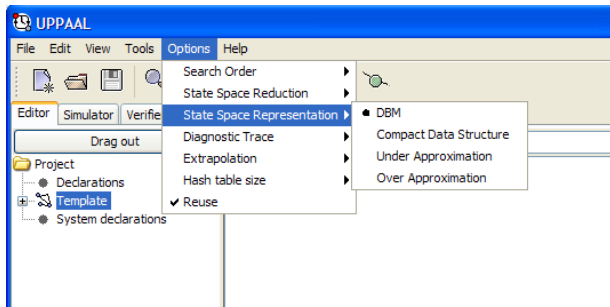 UPPAAL
File Edit View Tools Options Help
Search Order
State Space Reduction
Editor Simulator Verifie State Space Representation DBM
Drag out Diagnostic Trace Compact Data Structure
Project Extrapolation Under Approximation
Declarations Hash table size Over Approximation
Template Reuse
System declarations